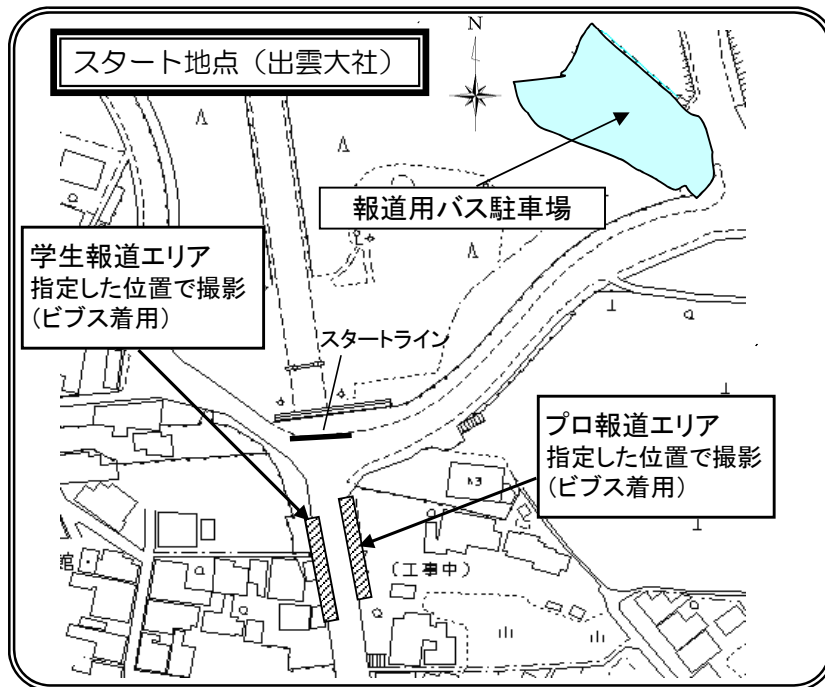 スタート地点（出雲大社）
N
報道用バス駐車場
学生報道エリア
指定した位置で撮影
（ビブス着用）
スタートライン
プロ報道エリア
指定した位置で撮影
（ビブス着用）
館
（工事中）